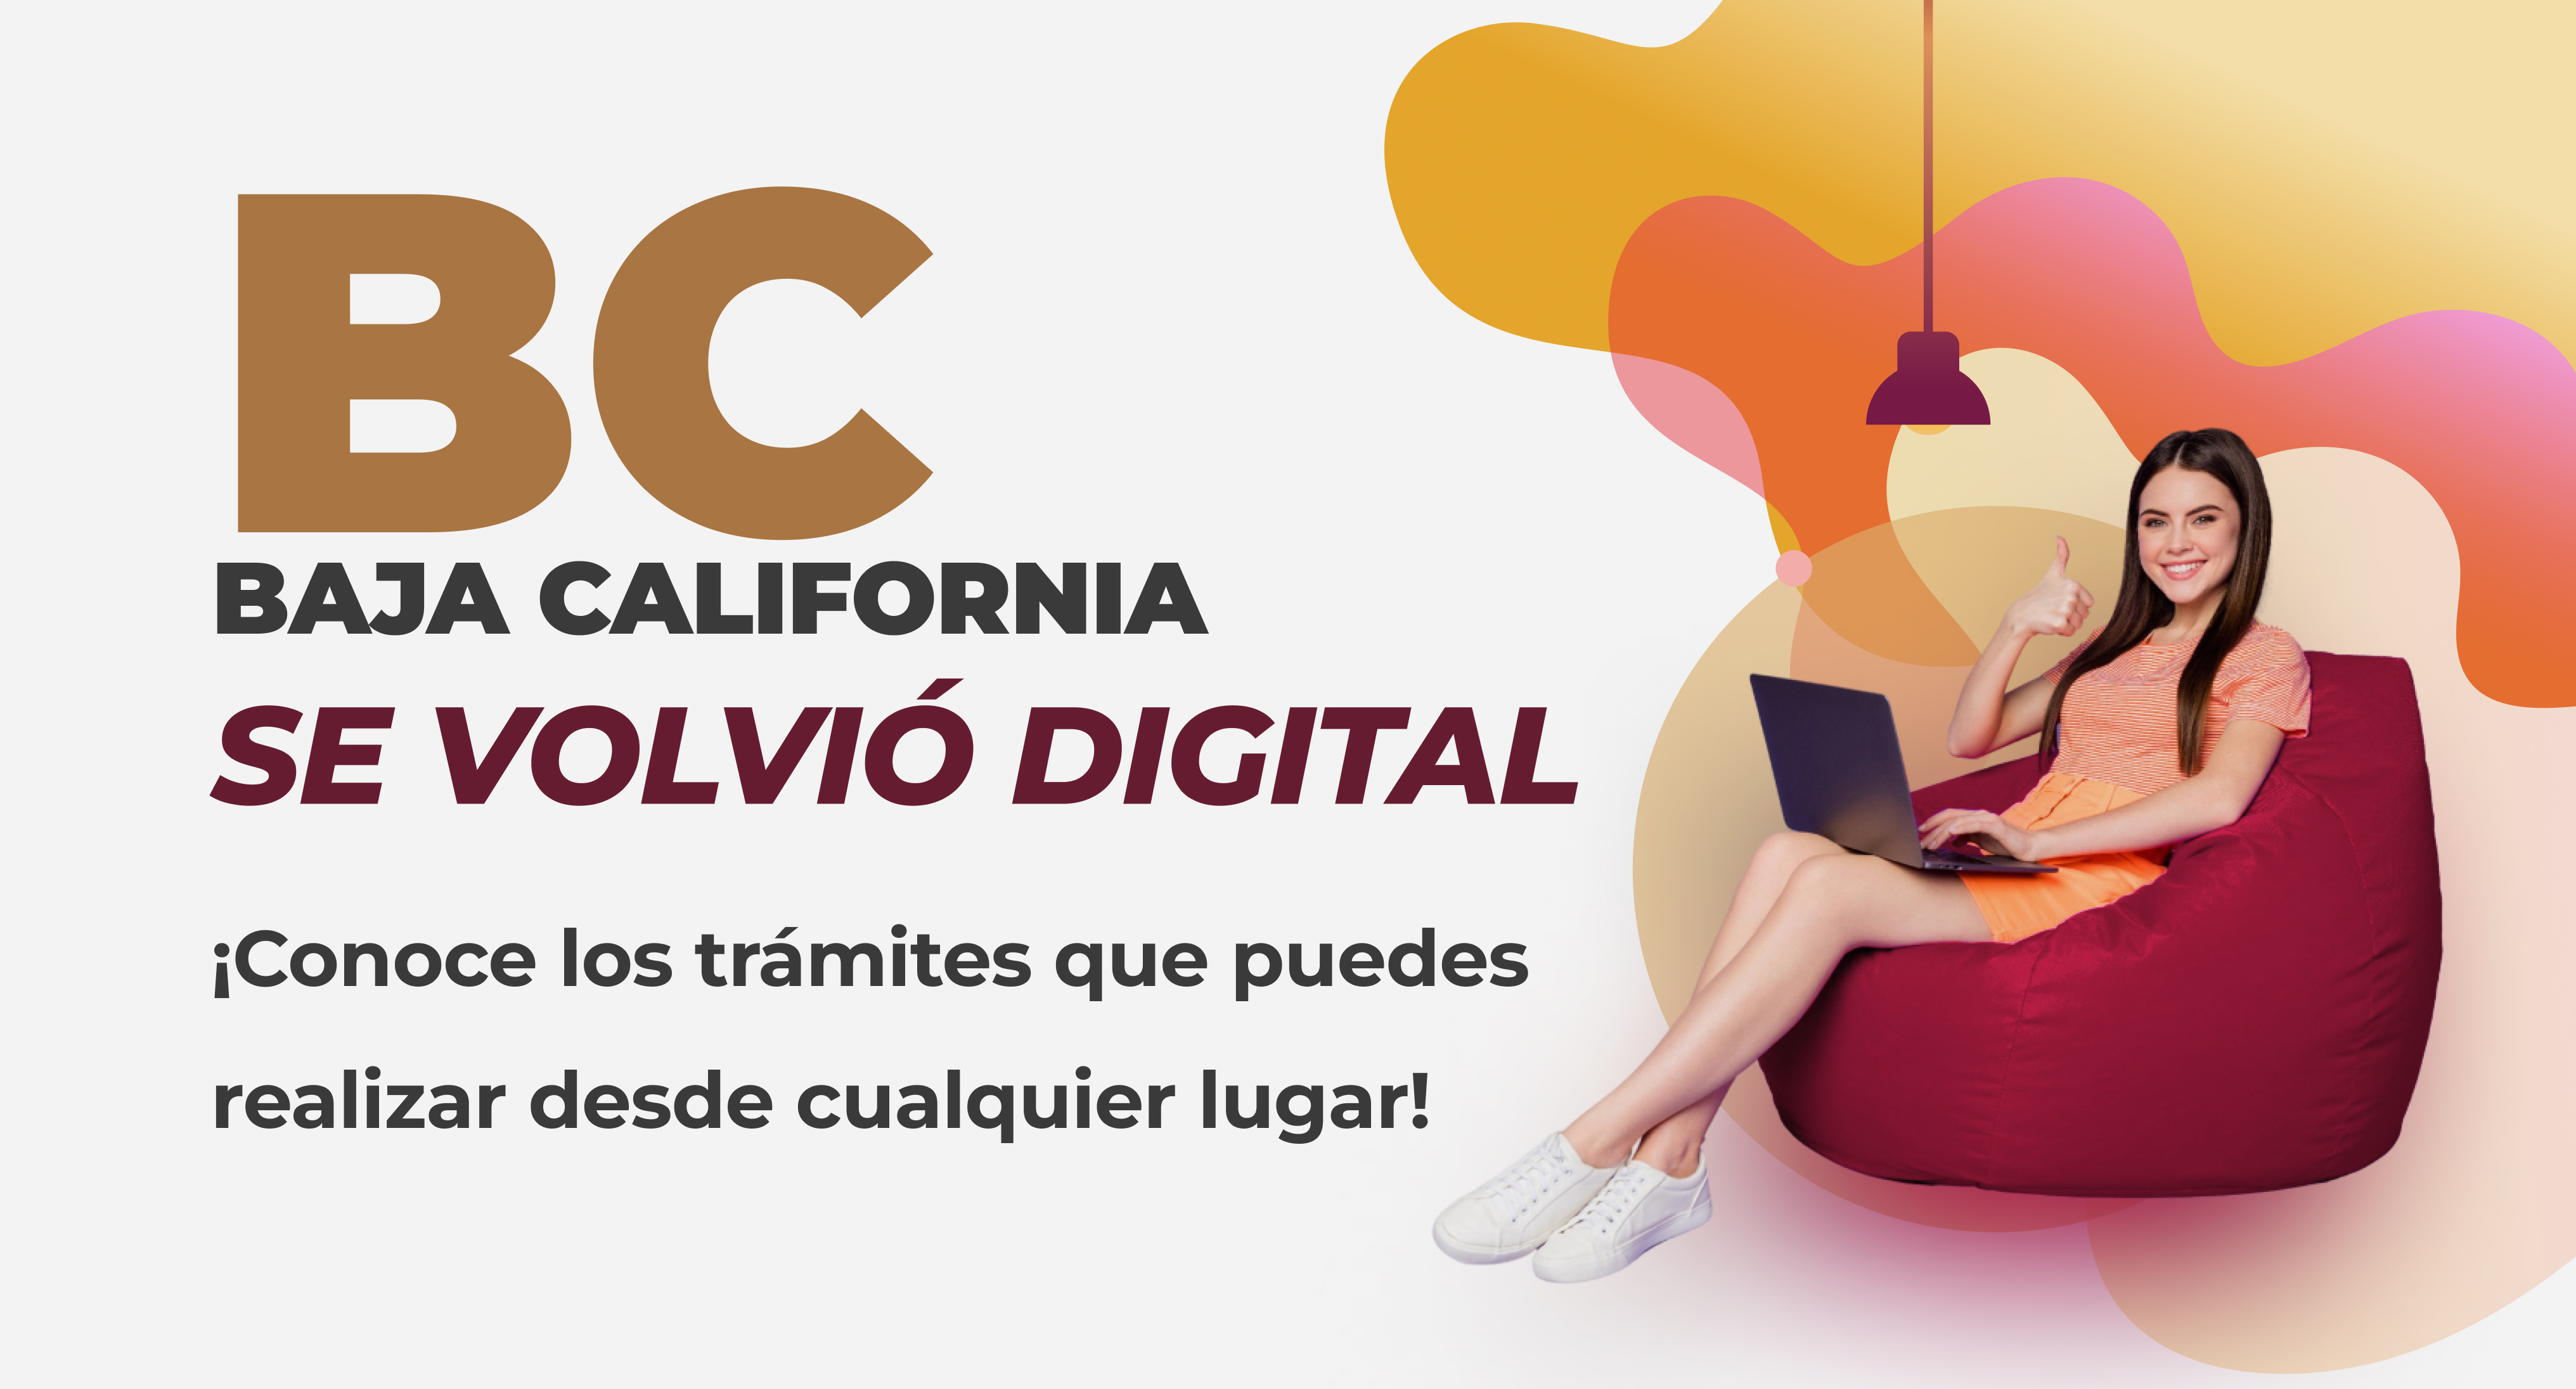 BC
BAJA CALIFORNIA
SE VOLVIÓ DIGITAL
¡Conoce los trámites que puedes
realizar desde cualquier lugar!